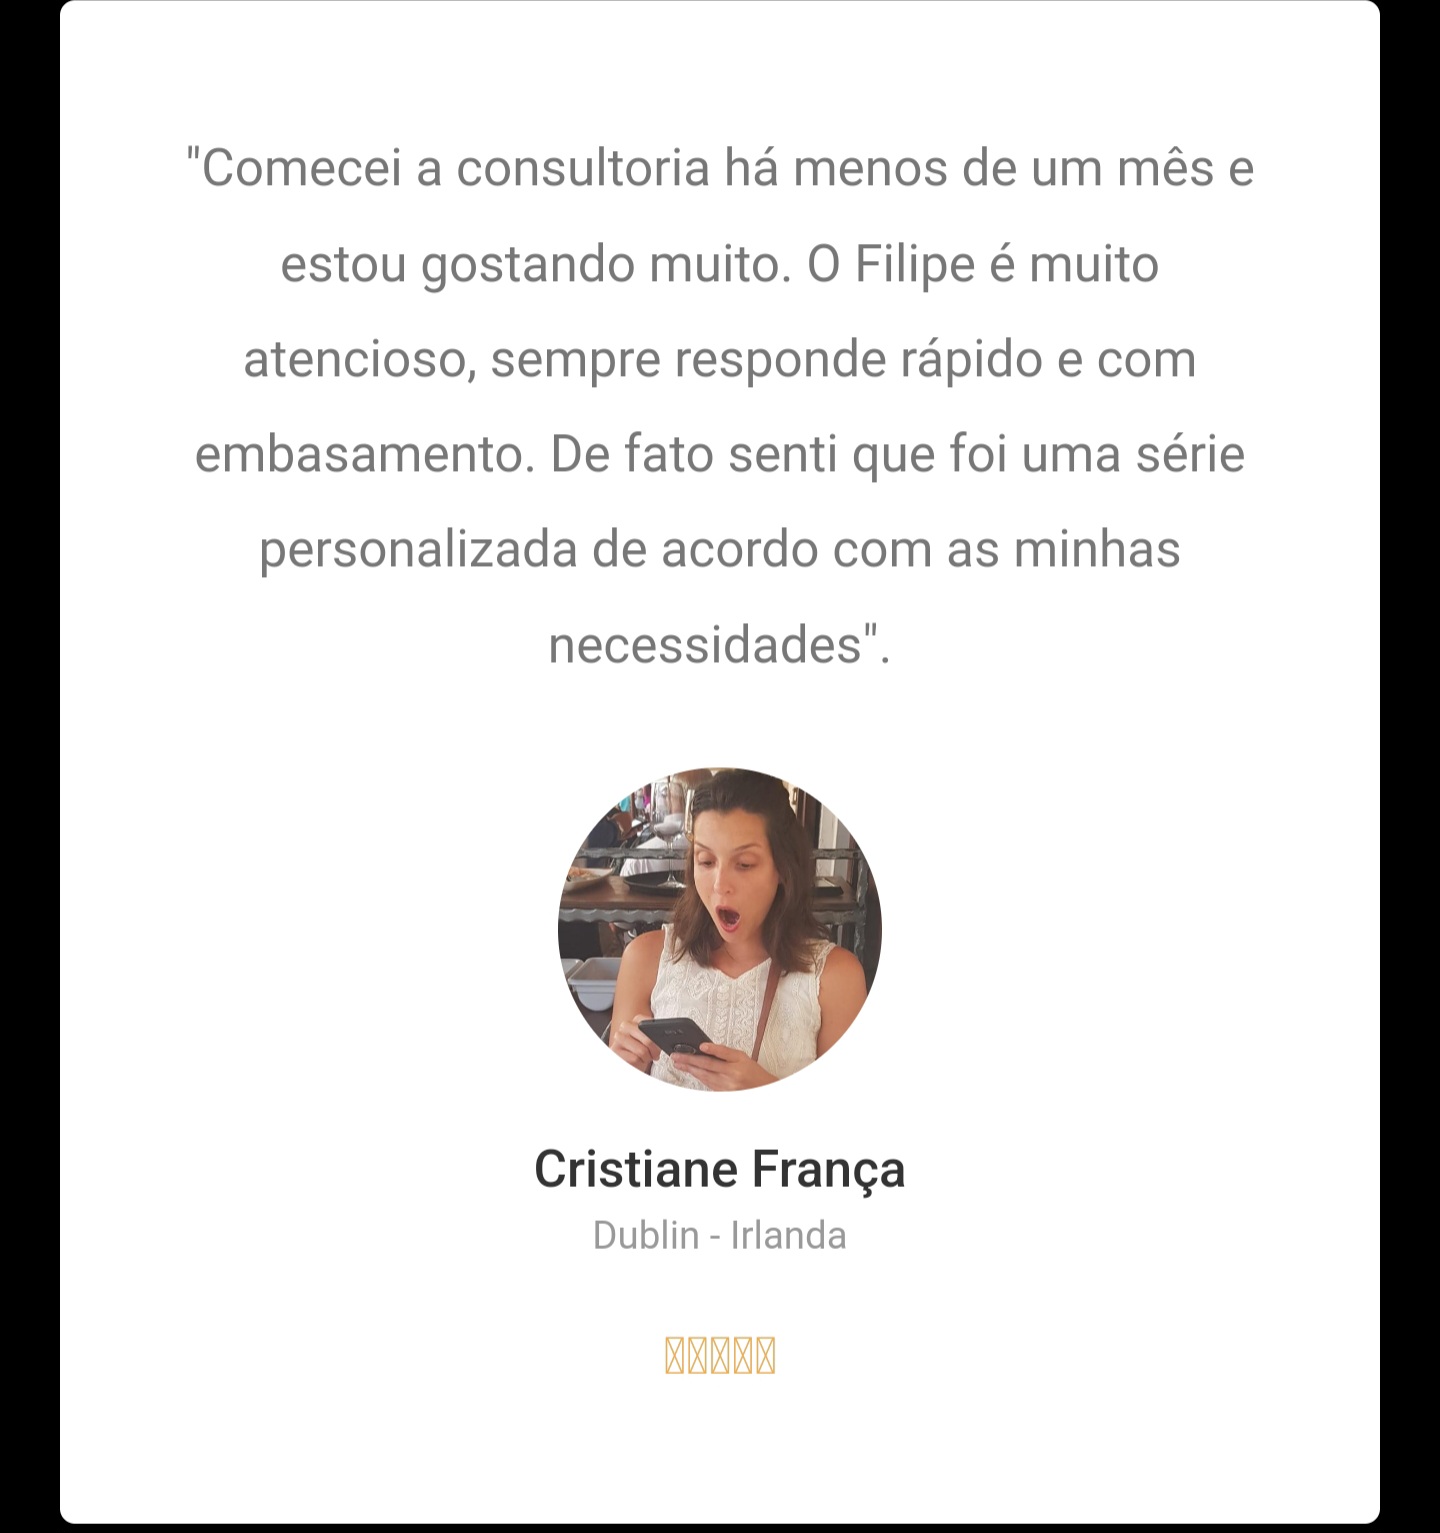 "Comecei a consultoria há menos de um mês e
estou gostando muito. O Filipe é muito
atencioso, sempre responde rápido e com
embasamento. De fato senti que foi uma série
personalizada de acordo com as minhas
necessidades".
Cristiane França
Dublin - Irlanda